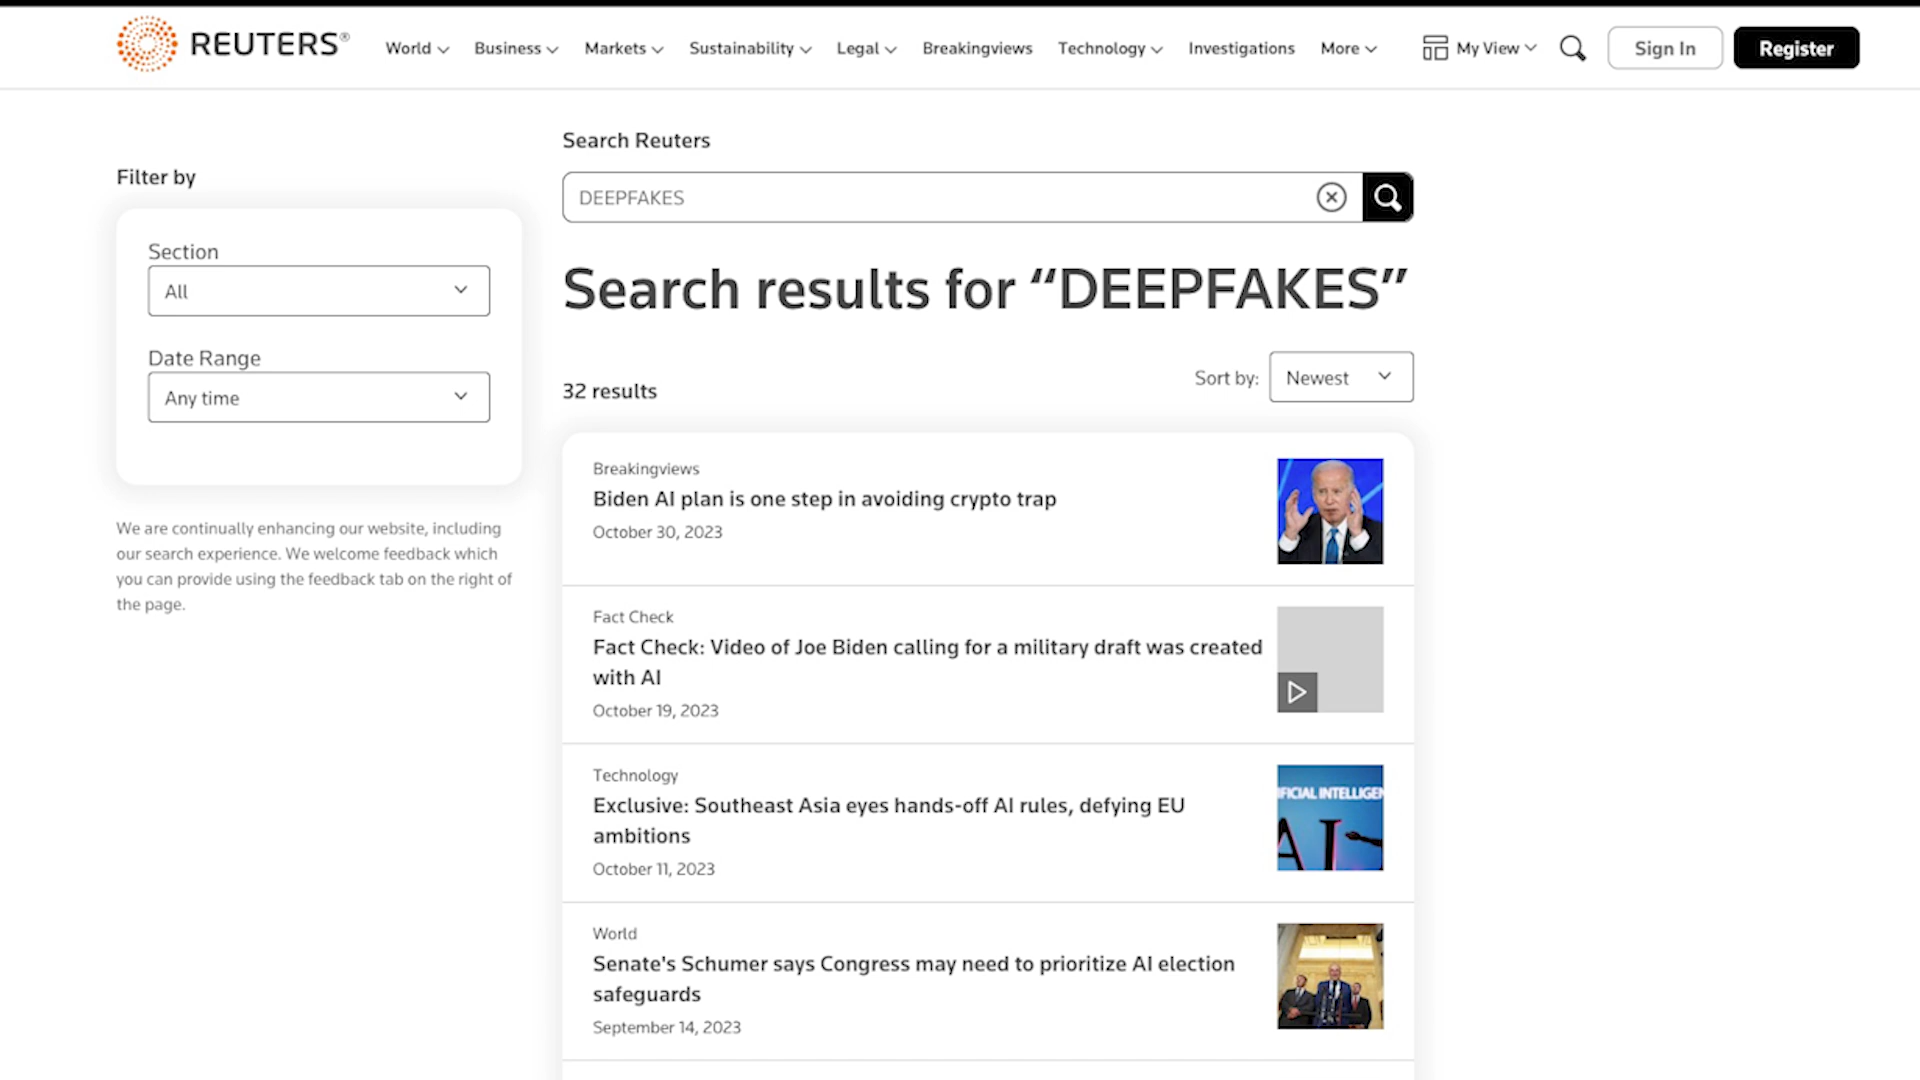 REUTERS®
World
Business
Markets
Sustainability
Legal
Breakingviews
Technology
Investigations
More
My View
Sign In
Register
Filter by
Section
All
Date Range
Any time
We are continually enhancing our website, including
our search experience. We welcome feedback which
you can provide using the feedback tab on the right of
the page.
Search Reuters
DEEPFAKES
Search results for “DEEPFAKES”
32 results
Sort by:
Newest
Breakingviews
Biden AI plan is one step in avoiding crypto trap
October 30, 2023
Fact Check
Fact Check: Video of Joe Biden calling for a military draft was created
with AI
October 19, 2023
Technology
Exclusive: Southeast Asia eyes hands-off AI rules, defying EU
ambitions
October 11, 2023
FICIAL INTELLIGEN
AI
World
Senate's Schumer says Congress may need to prioritize AI election
safeguards
September 14, 2023